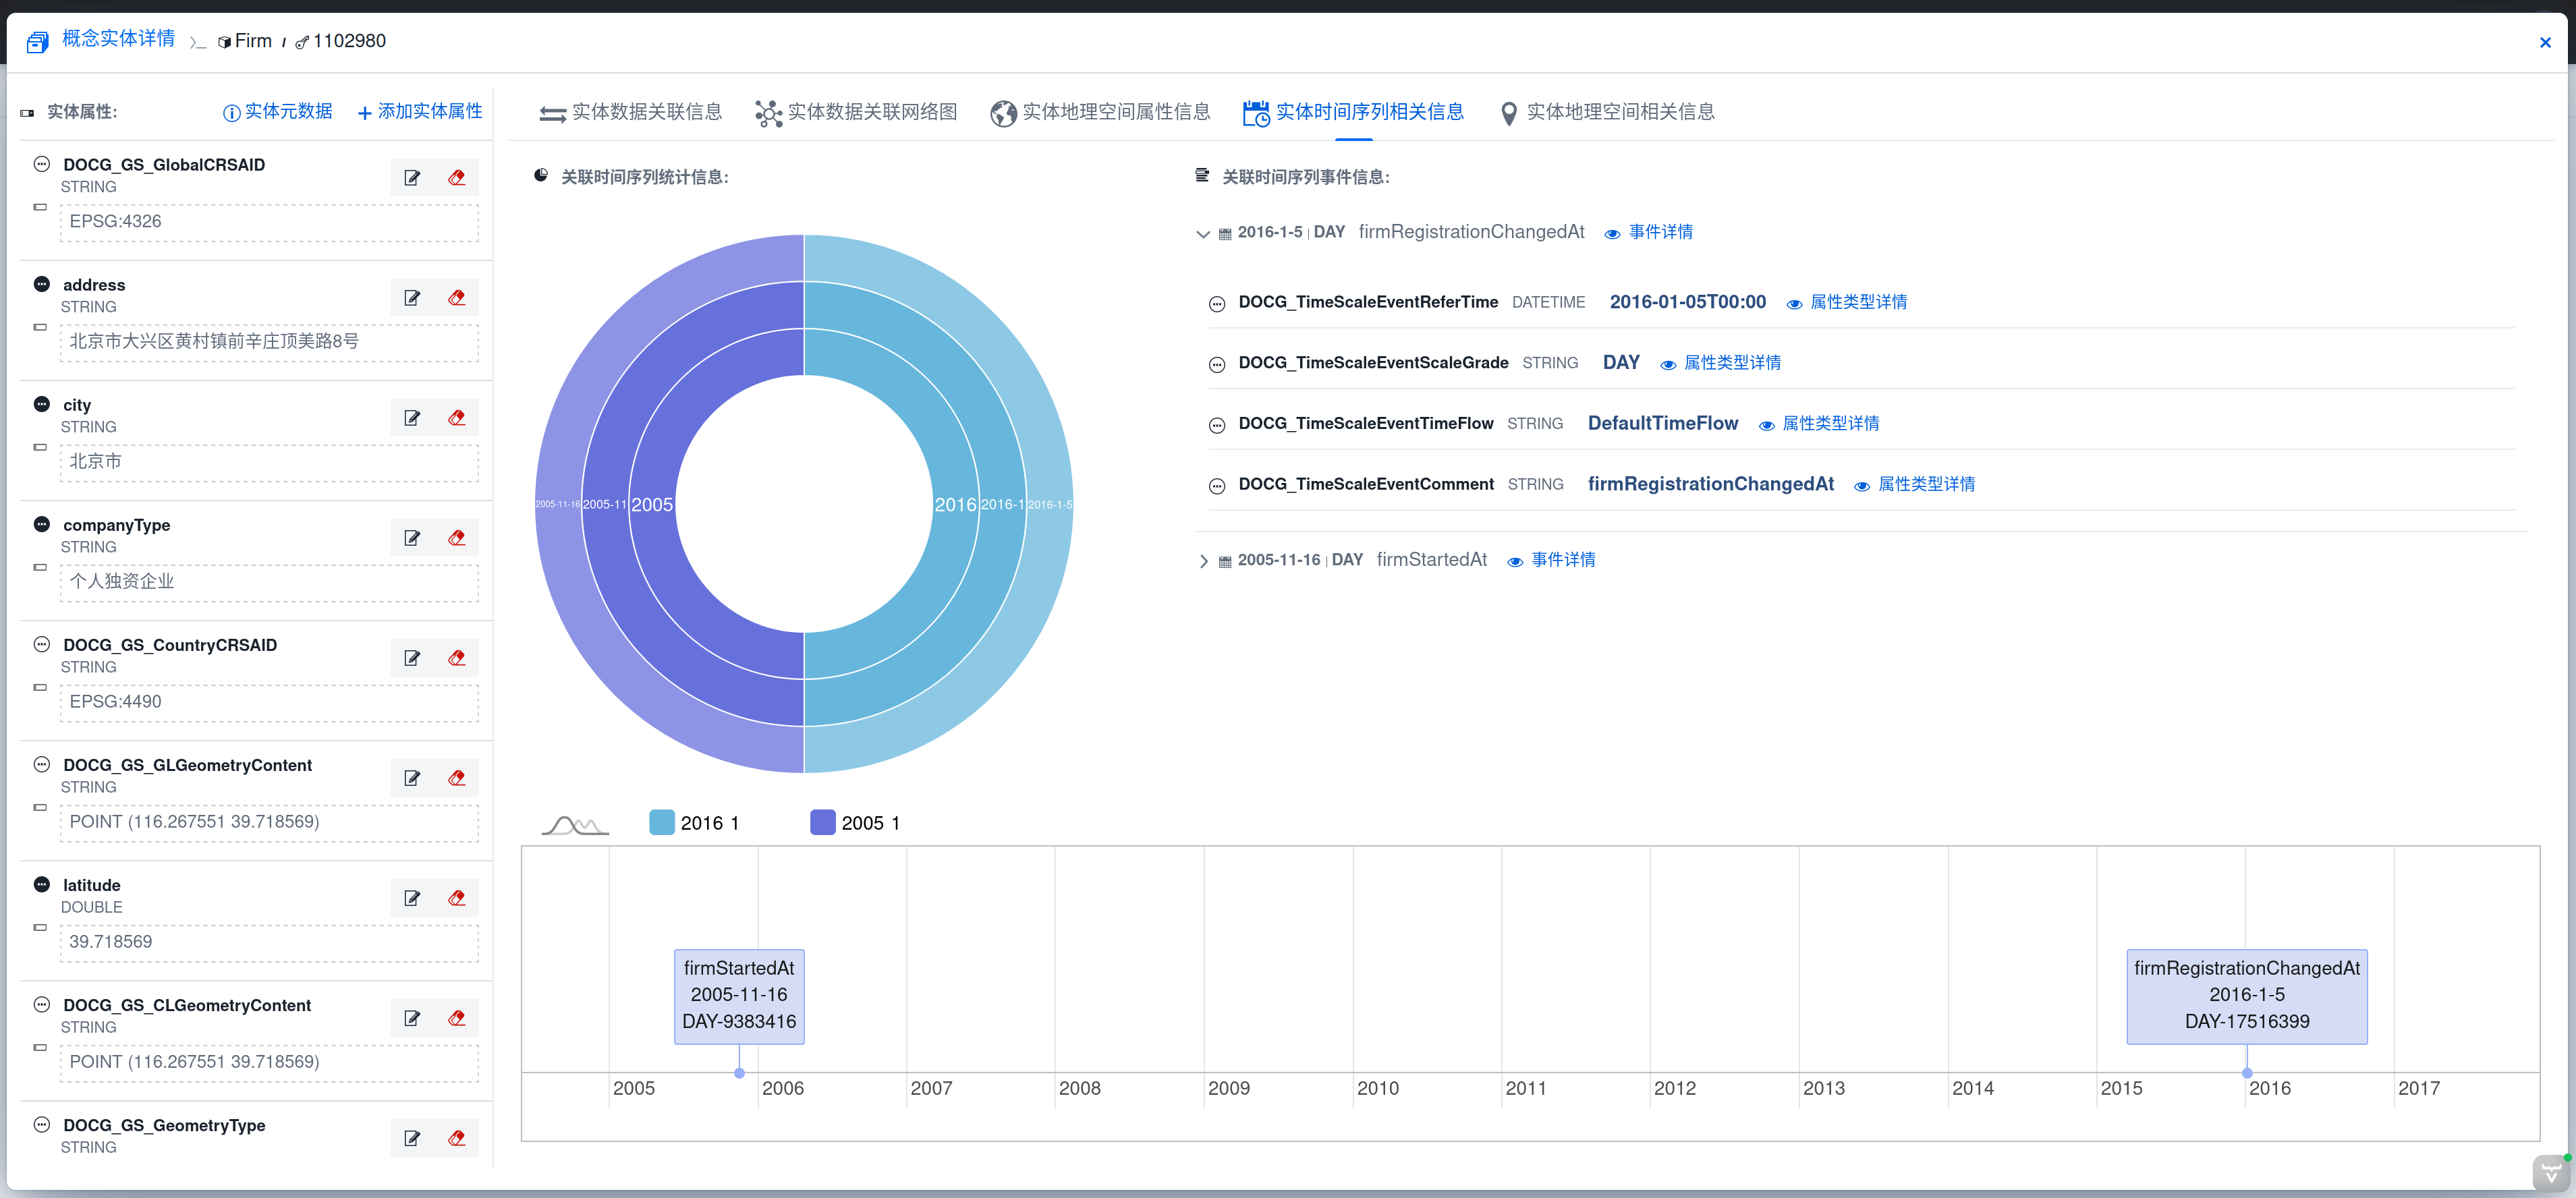 概念实体详情 Firm / 1102980
实体属性: 实体元数据 + 添加实体属性
DOCG_GS_GlobalCRSAID
STRING
EPSG:4326
address
STRING
北京市大兴区黄村镇前辛庄顶美路8号
city
STRING
北京市
companyType
STRING
个人独资企业
DOCG_GS_CountryCRSAID
STRING
EPSG:4490
DOCG_GS_GLGeometryContent
STRING
POINT (116.267551 39.718569)
latitude
DOUBLE
39.718569
DOCG_GS_CLGeometryContent
STRING
POINT (116.267551 39.718569)
DOCG_GS_GeometryType
STRING
实体数据关联信息 实体数据关联网络图 实体地理空间属性信息 实体时间序列相关信息 实体地理空间相关信息
关联时间序列统计信息:
2005-11-16 2005-11 2005 2016 2016-1 2016-1-5
2016 1 2005 1
关联时间序列事件信息:
2016-1-5 | DAY firmRegistrationChangedAt 事件详情
DOCG_TimeScaleEventReferTime DATETIME 2016-01-05T00:00 属性类型详情
DOCG_TimeScaleEventScaleGrade STRING DAY 属性类型详情
DOCG_TimeScaleEventTimeFlow STRING DefaultTimeFlow 属性类型详情
DOCG_TimeScaleEventComment STRING firmRegistrationChangedAt 属性类型详情
2005-11-16 | DAY firmStartedAt 事件详情
firmStartedAt
2005-11-16
DAY-9383416
firmRegistrationChangedAt
2016-1-5
DAY-17516399
2005 2006 2007 2008 2009 2010 2011 2012 2013 2014 2015 2016 2017